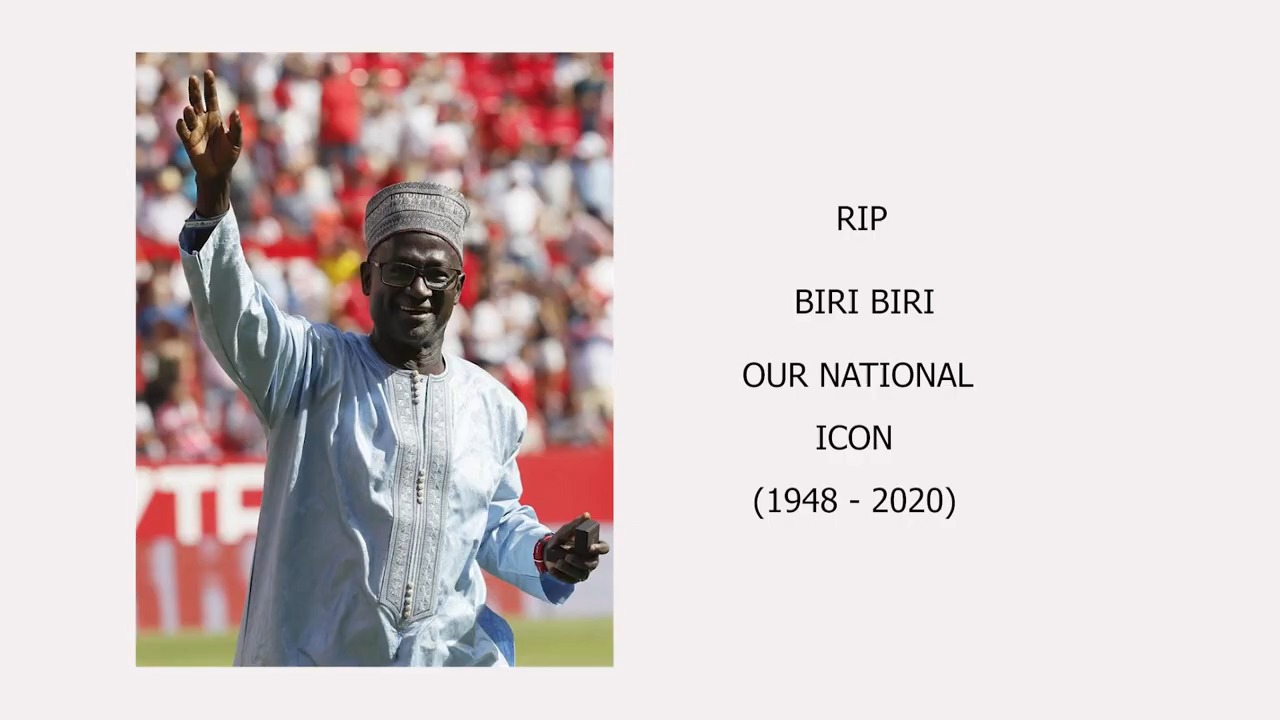 RIP
BIRI BIRI
OUR NATIONAL
ICON
(1948 - 2020)